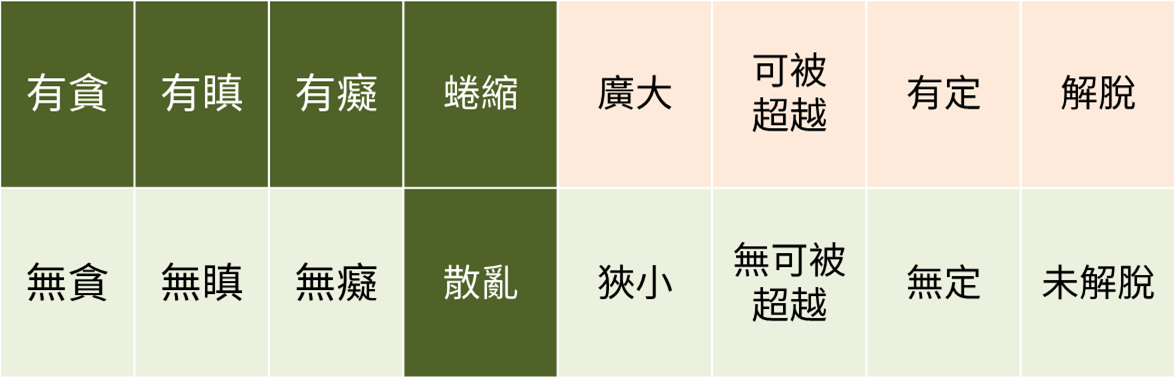 有貪
有瞋
有癡
蜷縮
廣大
可被
超越
有定
解脫
無貪
無瞋
無癡
散亂
狹小
無可被
超越
無定
未解脫